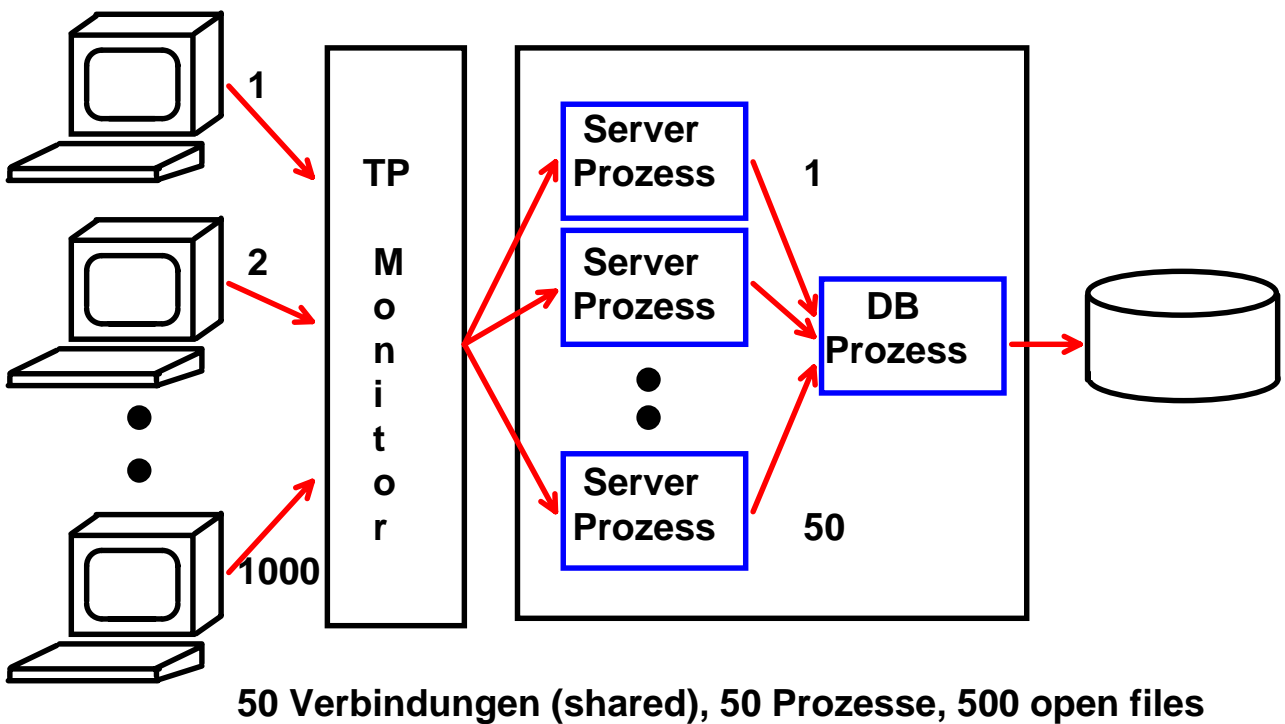 1
2
1000
TP
M
o
n
i
t
o
r
Server
Prozess
1
Server
Prozess
Server
Prozess
50
DB
Prozess
50 Verbindungen (shared), 50 Prozesse, 500 open files